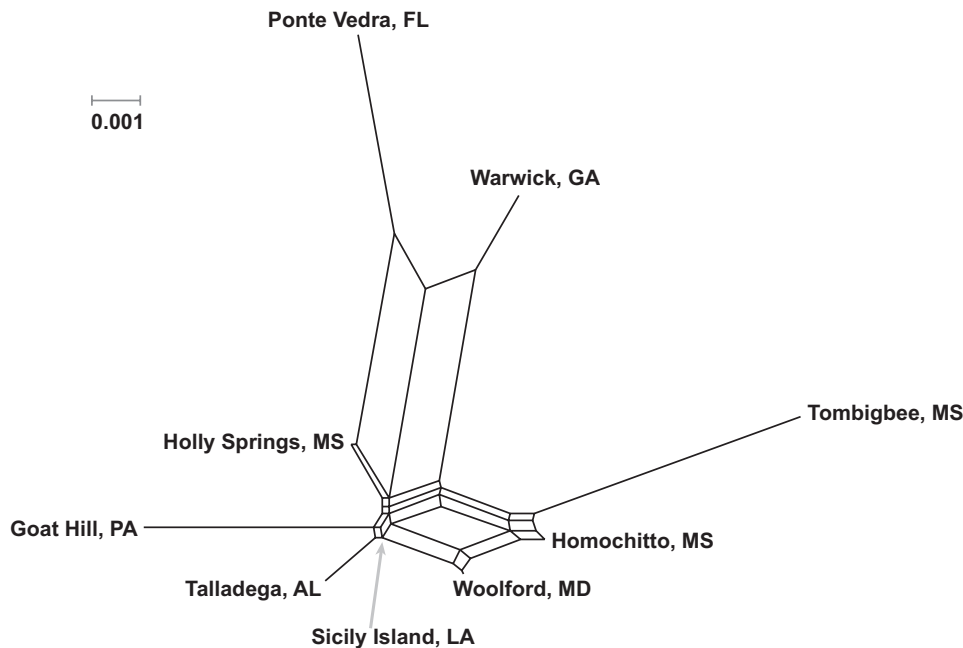 Ponte Vedra, FL
0.001
Warwick, GA
Tombigbee, MS
Holly Springs, MS
Goat Hill, PA
Homochitto, MS
Talladega, AL
Woolford, MD
Sicily Island, LA